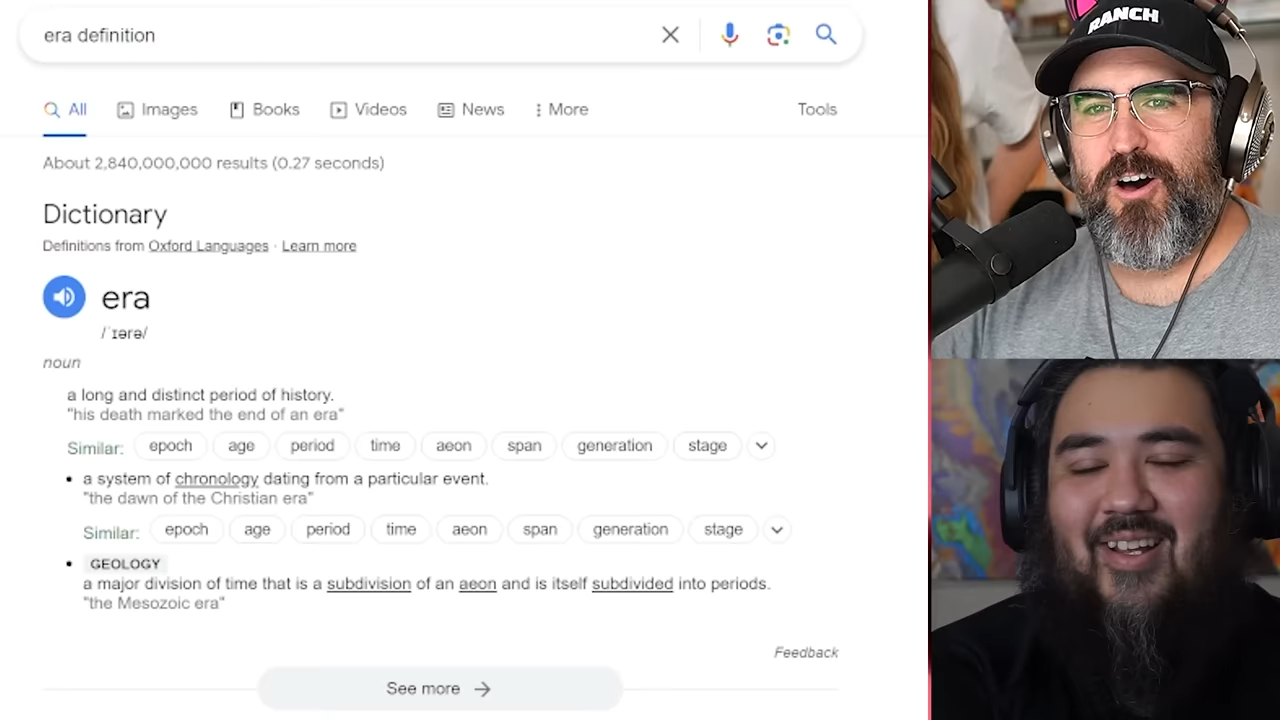 era definition
All Images Books Videos News More Tools
About 2,840,000,000 results (0.27 seconds)
Dictionary
Definitions from Oxford Languages · Learn more
era
/ˈɪərə/
noun
a long and distinct period of history.
"his death marked the end of an era"
Similar: epoch age period time aeon span generation stage
• a system of chronology dating from a particular event.
"the dawn of the Christian era"
Similar: epoch age period time aeon span generation stage
• GEOLOGY
a major division of time that is a subdivision of an aeon and is itself subdivided into periods.
"the Mesozoic era"
Feedback
See more →
RANCH